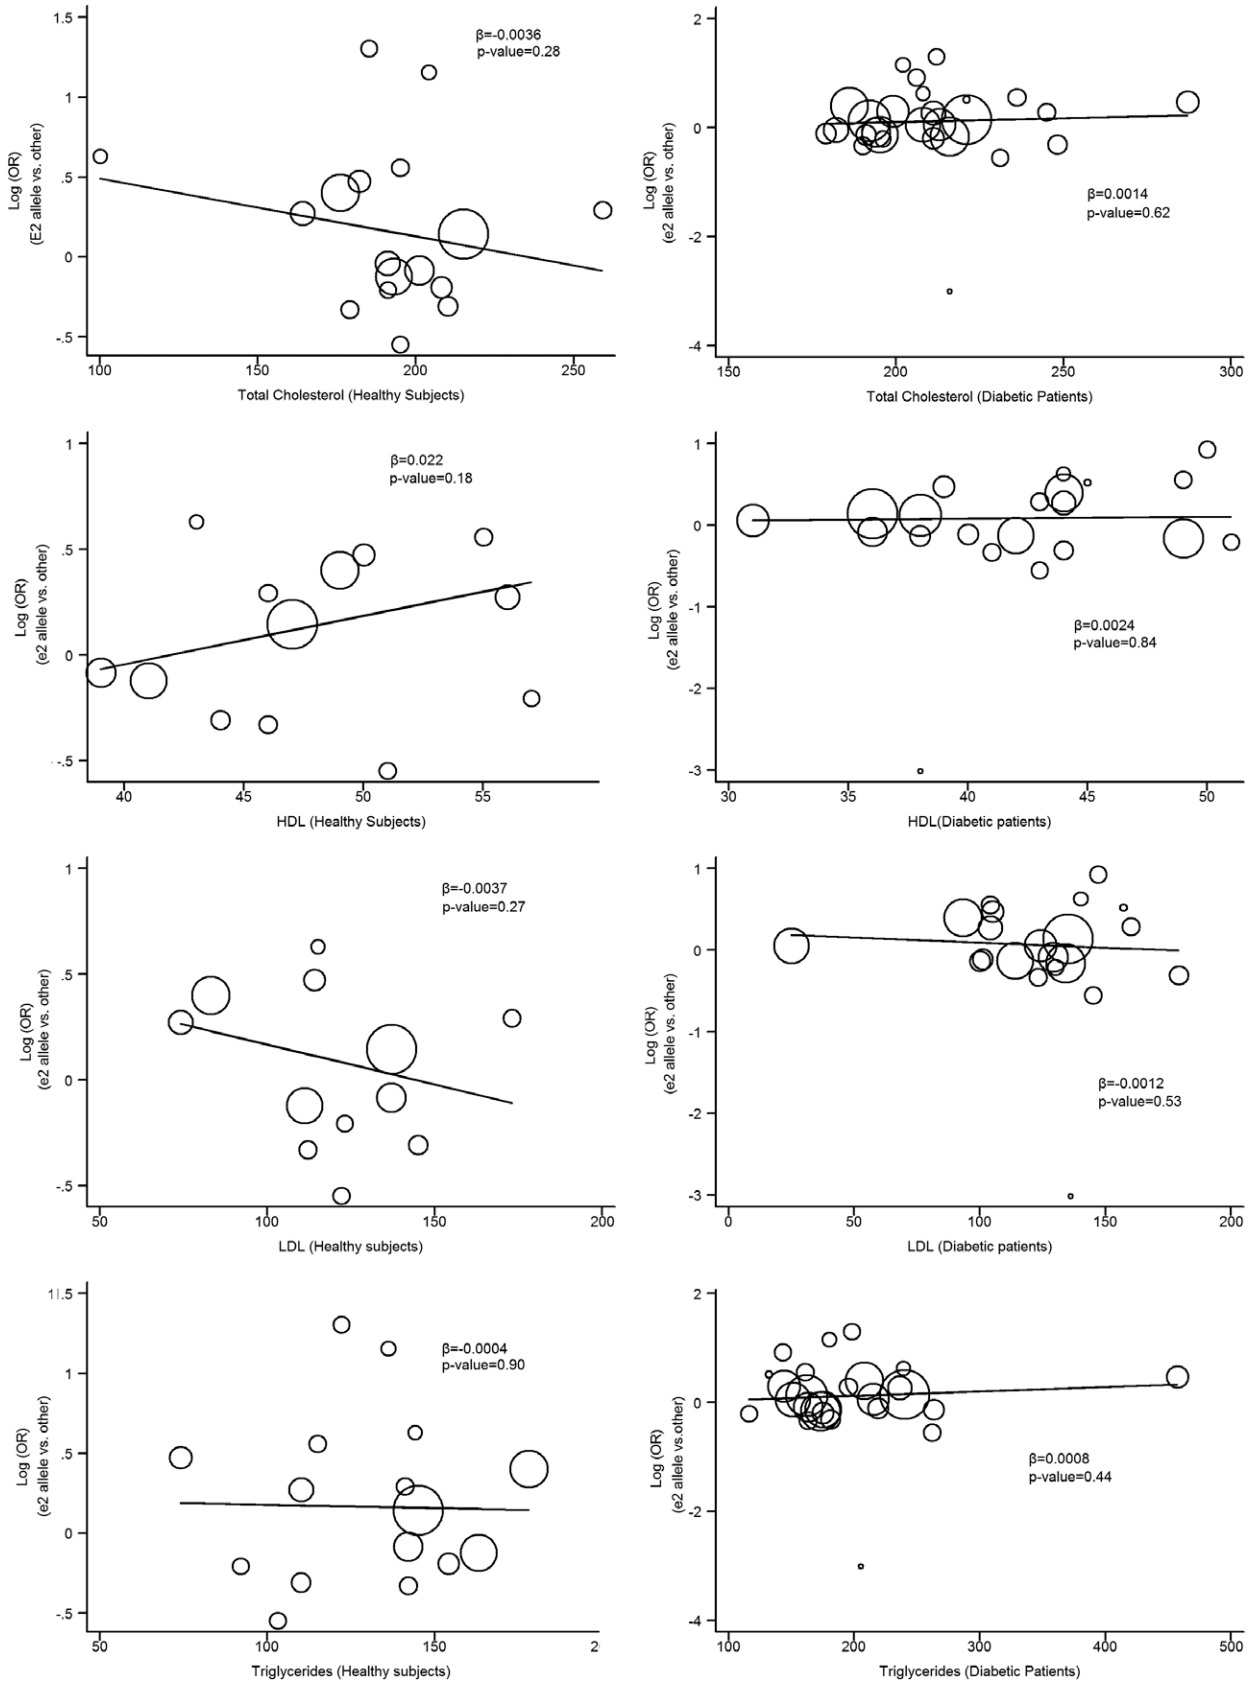 1.5
1
.5
0
-.5
Log (OR)
(E2 allele vs. other)
β=-0.0036
p-value=0.28
100
150
200
250
Total Cholesterol (Healthy Subjects)
2
0
-2
-4
Log (OR)
(e2 allele vs. other)
β=0.0014
p-value=0.62
150
200
250
300
Total Cholesterol (Diabetic Patients)
1
.5
0
-.5
Log (OR)
(e2 allele vs. other)
β=0.022
p-value=0.18
40
45
50
55
HDL (Healthy Subjects)
1
0
-1
-2
-3
Log (OR)
(e2 allele vs. other)
β=0.0024
p-value=0.84
30
35
40
45
50
HDL(Diabetic patients)
1
.5
0
-.5
Log (OR)
(e2 allele vs. other)
β=-0.0037
p-value=0.27
50
100
150
200
LDL (Healthy subjects)
1
0
-1
-2
-3
Log (OR)
(e2 allele vs. other)
β=-0.0012
p-value=0.53
0
50
100
150
200
LDL (Diabetic patients)
1.5
1
.5
0
-.5
Log (OR)
(e2 allele vs. other)
β=-0.0004
p-value=0.90
50
100
150
2
Triglycerides (Healthy subjects)
2
0
-2
-4
Log (OR)
(e2 allele vs.other)
β=0.0008
p-value=0.44
100
200
300
400
500
Triglycerides (Diabetic Patients)